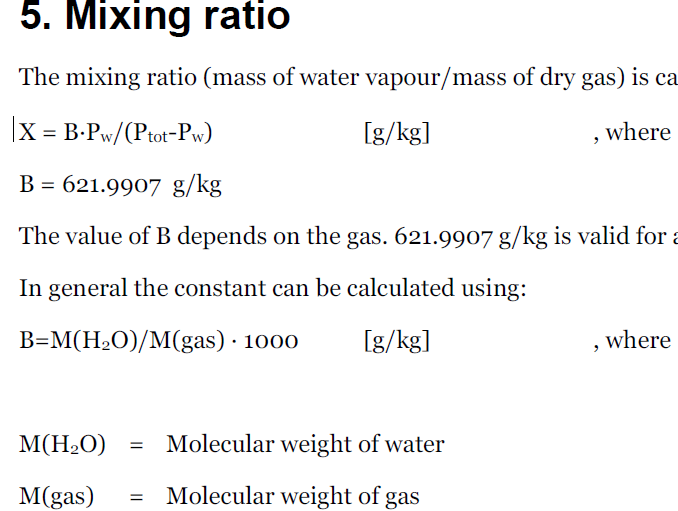 5. Mixing ratio
The mixing ratio (mass of water vapour/mass of dry gas) is ca
X = B·Pw/(Ptot-Pw) [g/kg] , where
B = 621.9907 g/kg
The value of B depends on the gas. 621.9907 g/kg is valid for
In general the constant can be calculated using:
B=M(H₂O)/M(gas) · 1000 [g/kg] , where
M(H₂O) = Molecular weight of water
M(gas) = Molecular weight of gas